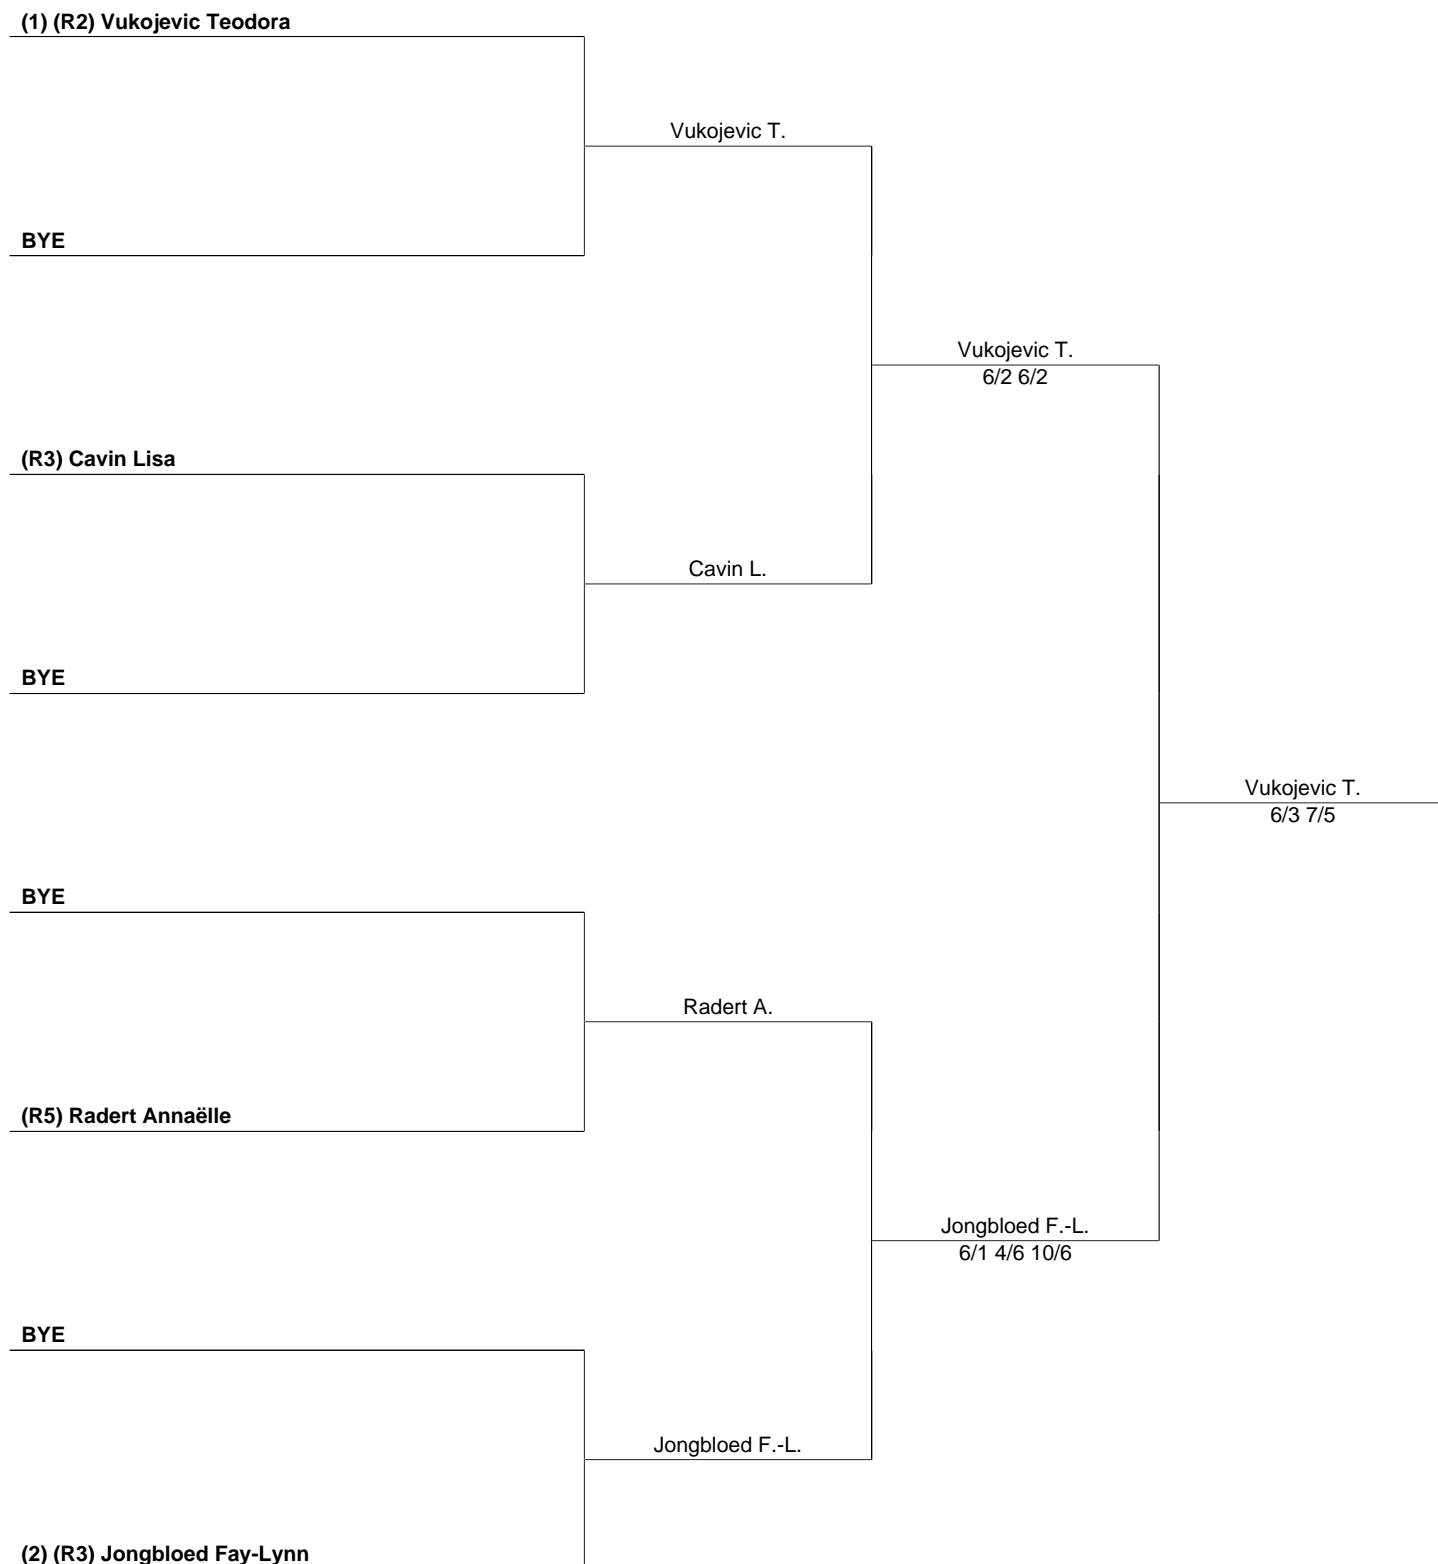 (1) (R2) Vukojevic Teodora
Vukojevic T.
BYE
Vukojevic T.
6/2 6/2
(R3) Cavin Lisa
Cavin L.
BYE
Vukojevic T.
6/3 7/5
BYE
Radert A.
(R5) Radert Annaëlle
Jongbloed F.-L.
6/1 4/6 10/6
BYE
Jongbloed F.-L.
(2) (R3) Jongbloed Fay-Lynn